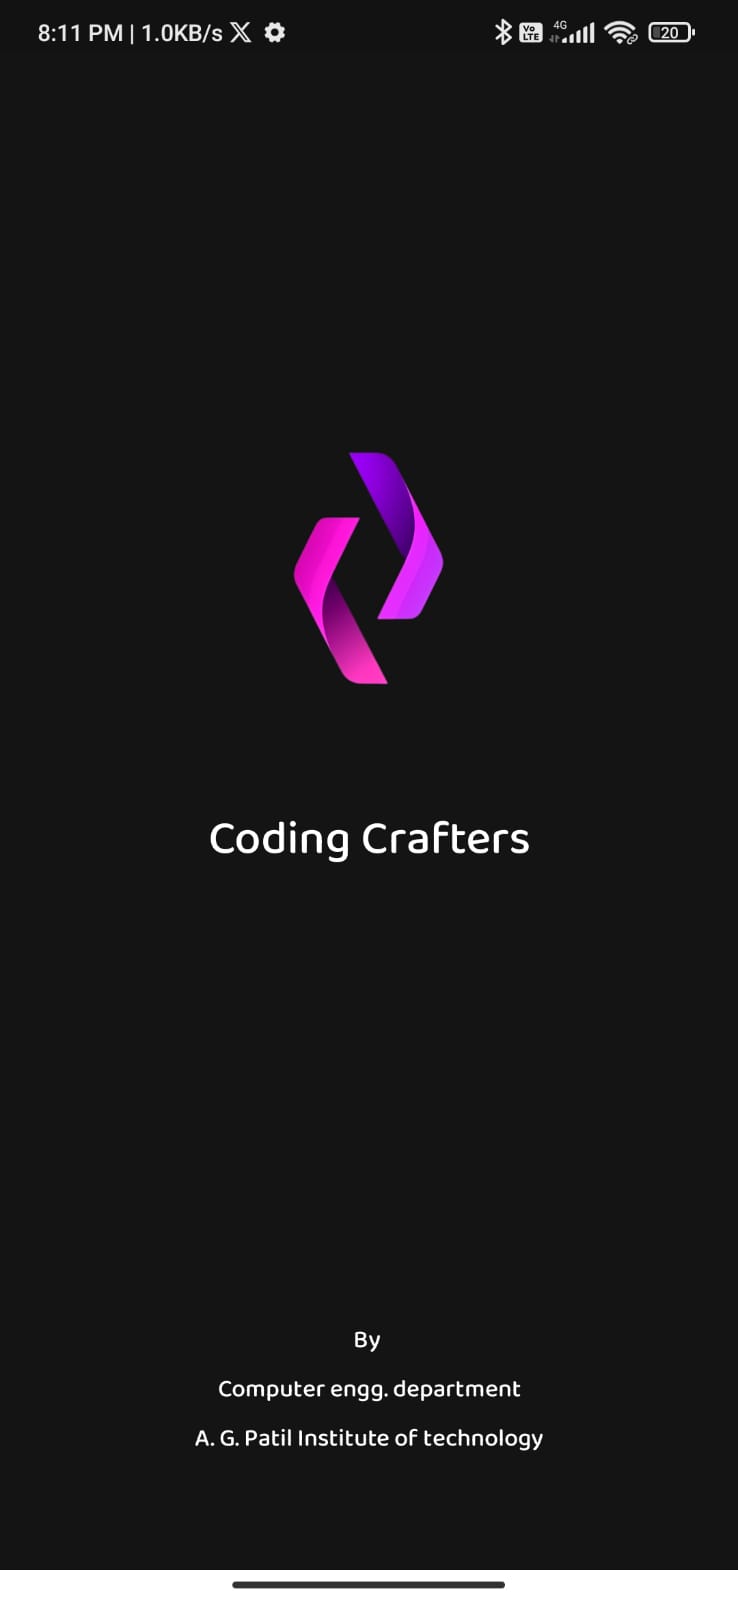 8:11 PM | 1.0KB/s
Vo LTE 4G 20
Coding Crafters
By
Computer engg. department
A. G. Patil Institute of technology